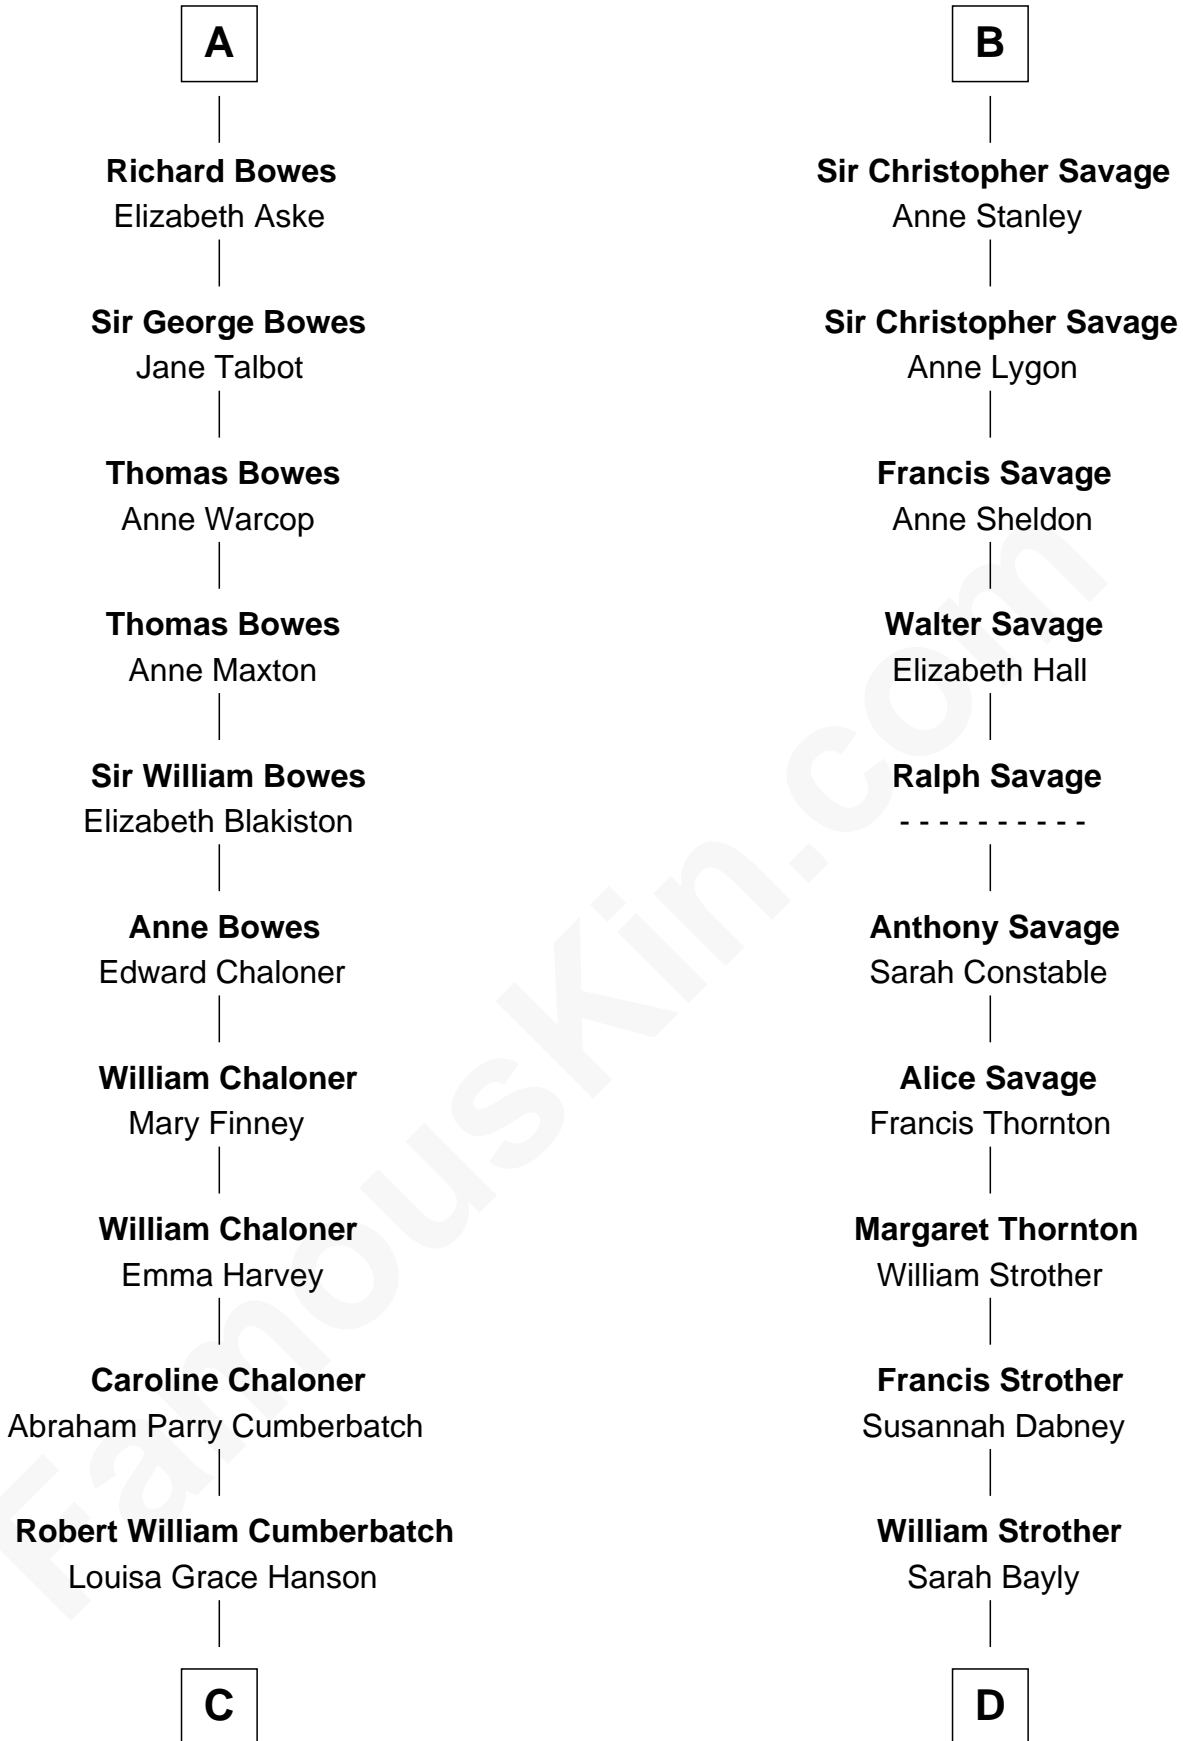 A
Richard Bowes
Elizabeth Aske
Sir George Bowes
Jane Talbot
Thomas Bowes
Anne Warcop
Thomas Bowes
Anne Maxton
Sir William Bowes
Elizabeth Blakiston
Anne Bowes
Edward Chaloner
William Chaloner
Mary Finney
William Chaloner
Emma Harvey
Caroline Chaloner
Abraham Parry Cumberbatch
Robert William Cumberbatch
Louisa Grace Hanson
C
B
Sir Christopher Savage
Anne Stanley
Sir Christopher Savage
Anne Lygon
Francis Savage
Anne Sheldon
Walter Savage
Elizabeth Hall
Ralph Savage
- - - - - - - - - -
Anthony Savage
Sarah Constable
Alice Savage
Francis Thornton
Margaret Thornton
William Strother
Francis Strother
Susannah Dabney
William Strother
Sarah Bayly
D
FamousKin.com